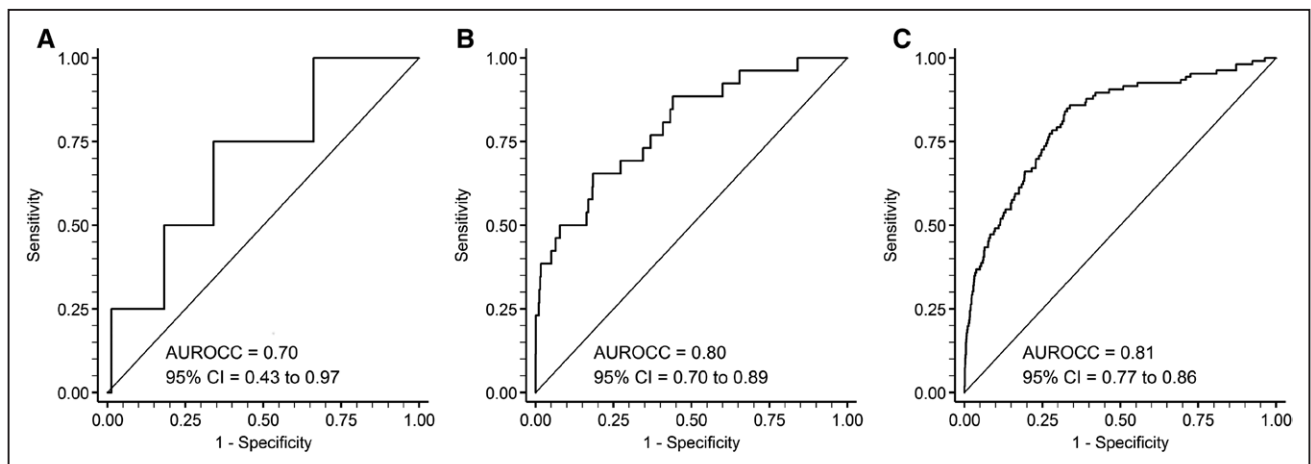 A
1.00
0.75
0.50
0.25
0.00
Sensitivity
AUROCC = 0.70
95% CI = 0.43 to 0.97
0.00 0.25 0.50 0.75 1.00
1 - Specificity
B
1.00
0.75
0.50
0.25
0.00
Sensitivity
AUROCC = 0.80
95% CI = 0.70 to 0.89
0.00 0.25 0.50 0.75 1.00
1 - Specificity
C
1.00
0.75
0.50
0.25
0.00
Sensitivity
AUROCC = 0.81
95% CI = 0.77 to 0.86
0.00 0.25 0.50 0.75 1.00
1 - Specificity